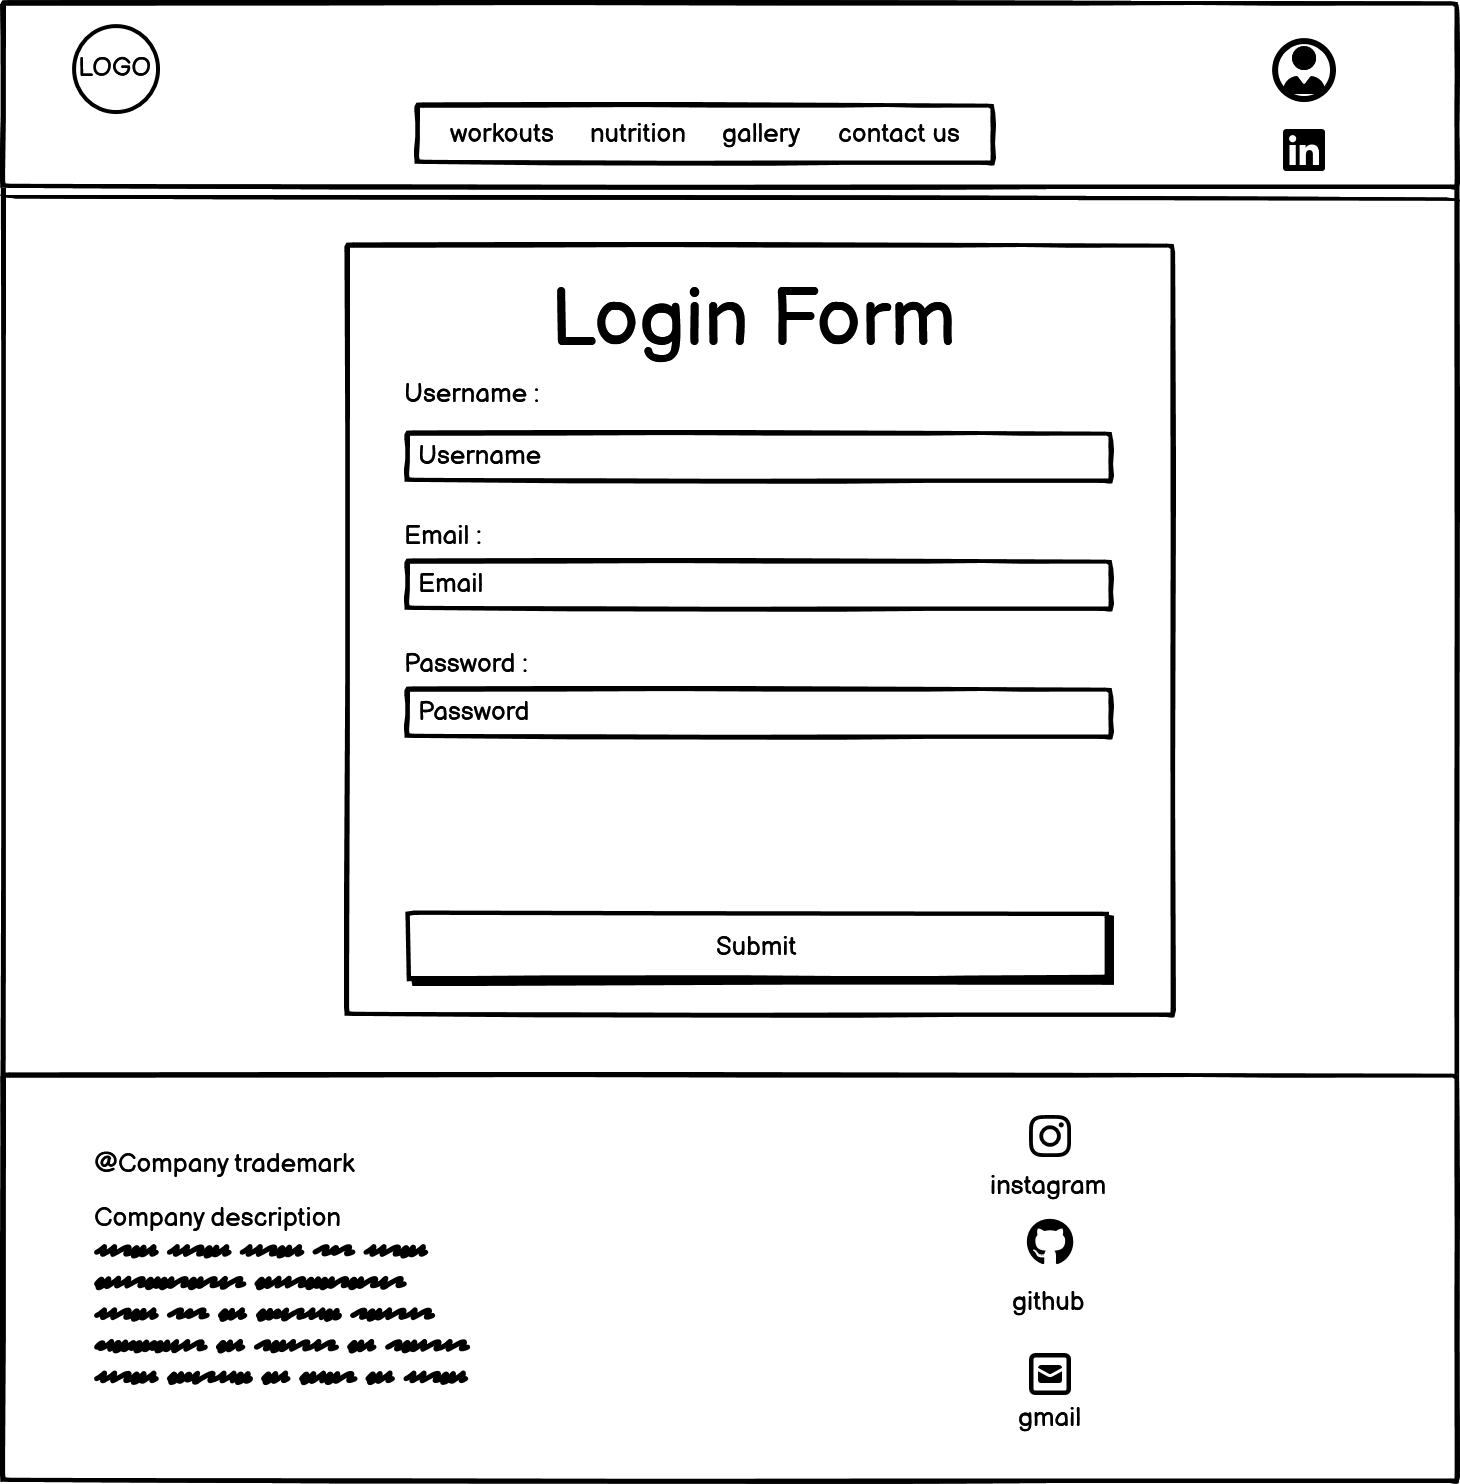 LOGO
workouts nutrition gallery contact us
in
Login Form
Username :
Username
Email :
Email
Password :
Password
Submit
@Company trademark
Company description
instagram
github
gmail